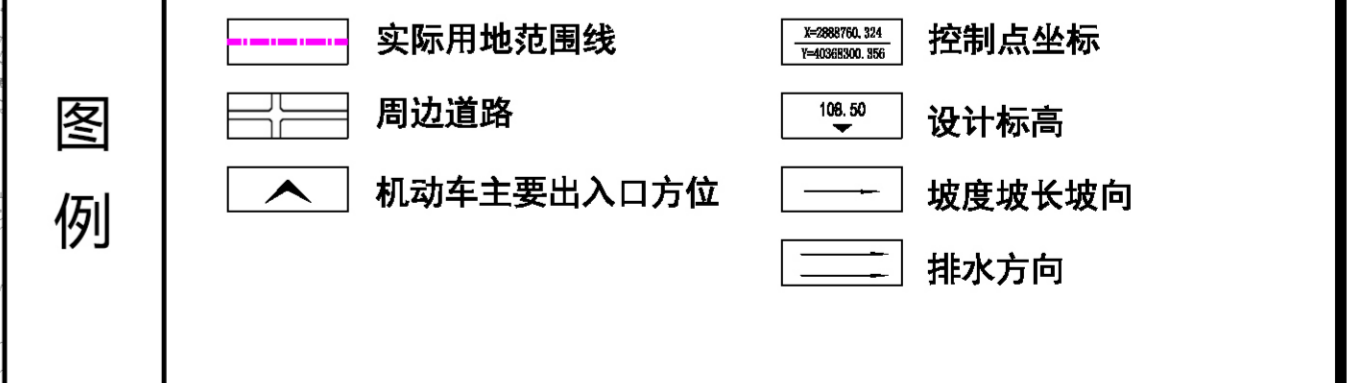 图例
实际用地范围线
周边道路
机动车主要出入口方位
X=2888760.324
Y=40368300.356
控制点坐标
108.50
设计标高
坡度坡长坡向
排水方向